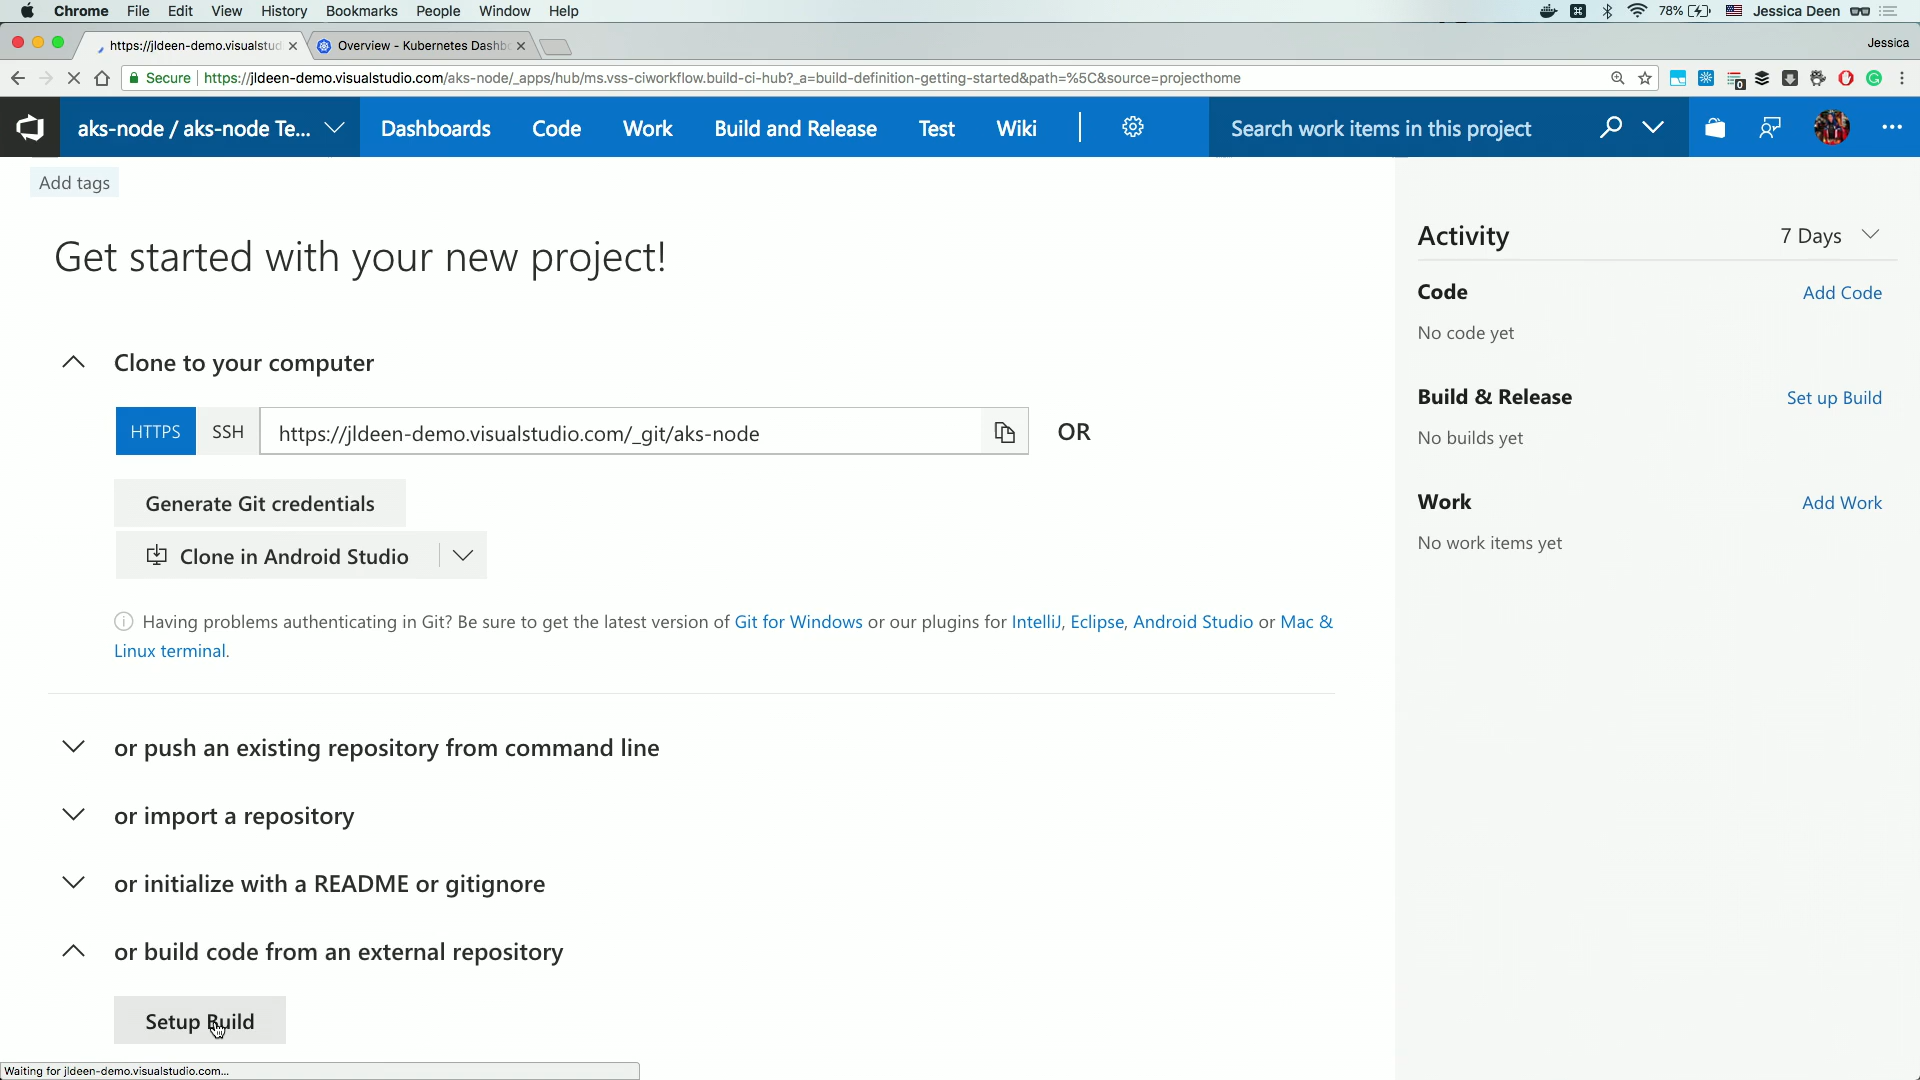 Chrome File Edit View History Bookmarks People Window Help 78% Jessica Deen
https://jldeen-demo.visualstud Overview - Kubernetes Dashbo Jessica
Secure https://jldeen-demo.visualstudio.com/aks-node/_apps/hub/ms.vss-ciworkflow.build-ci-hub?_a=build-definition-getting-started&path=%5C&source=projecthome
aks-node / aks-node Te... Dashboards Code Work Build and Release Test Wiki Search work items in this project
Add tags
Get started with your new project!
Clone to your computer
HTTPS SSH https://jldeen-demo.visualstudio.com/_git/aks-node OR
Generate Git credentials
Clone in Android Studio
Having problems authenticating in Git? Be sure to get the latest version of Git for Windows or our plugins for IntelliJ, Eclipse, Android Studio or Mac &
Linux terminal.
or push an existing repository from command line
or import a repository
or initialize with a README or gitignore
or build code from an external repository
Setup Build
Activity 7 Days
Code Add Code
No code yet
Build & Release Set up Build
No builds yet
Work Add Work
No work items yet
Waiting for jldeen-demo.visualstudio.com...